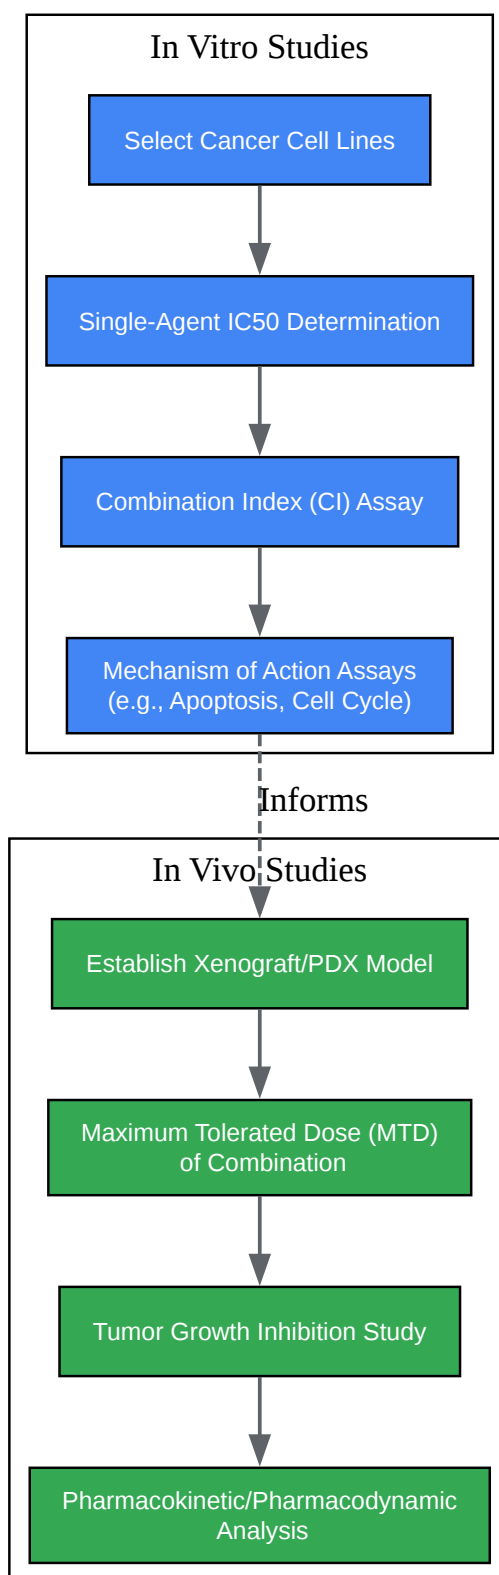 In Vitro Studies
Select Cancer Cell Lines
Single-Agent IC50 Determination
Combination Index (CI) Assay
Mechanism of Action Assays
(e.g., Apoptosis, Cell Cycle)
Informs
In Vivo Studies
Establish Xenograft/PDX Model
Maximum Tolerated Dose (MTD)
of Combination
Tumor Growth Inhibition Study
Pharmacokinetic/Pharmacodynamic
Analysis